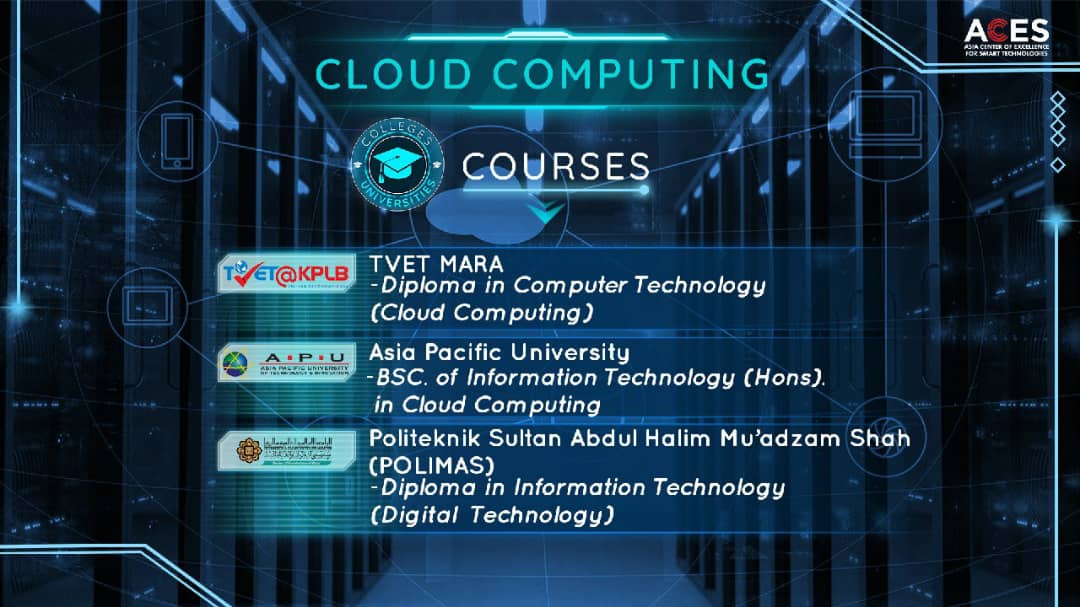 ACES
ASIA CENTER OF EXCELLENCE
FOR SMART TECHNOLOGIES
CLOUD COMPUTING
COLLEGES
UNIVERSITIES
COURSES
TVET@KPLB
TVET MARA
-Diploma in Computer Technology
(Cloud Computing)
A·P·U
ASIA PACIFIC UNIVERSITY
OF TECHNOLOGY & INNOVATION
Asia Pacific University
-BSC. of Information Technology (Hons).
in Cloud Computing
Politeknik Sultan Abdul Halim Mu'adzam Shah
(POLIMAS)
-Diploma in Information Technology
(Digital Technology)